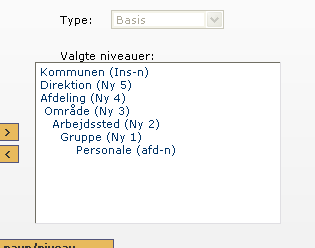 Type: Basis
Valgte niveauer:
Kommunen (Ins-n)
Direktion (Ny 5)
Afdeling (Ny 4)
Område (Ny 3)
Arbejdssted (Ny 2)
Gruppe (Ny 1)
Personale (afd-n)
>
<